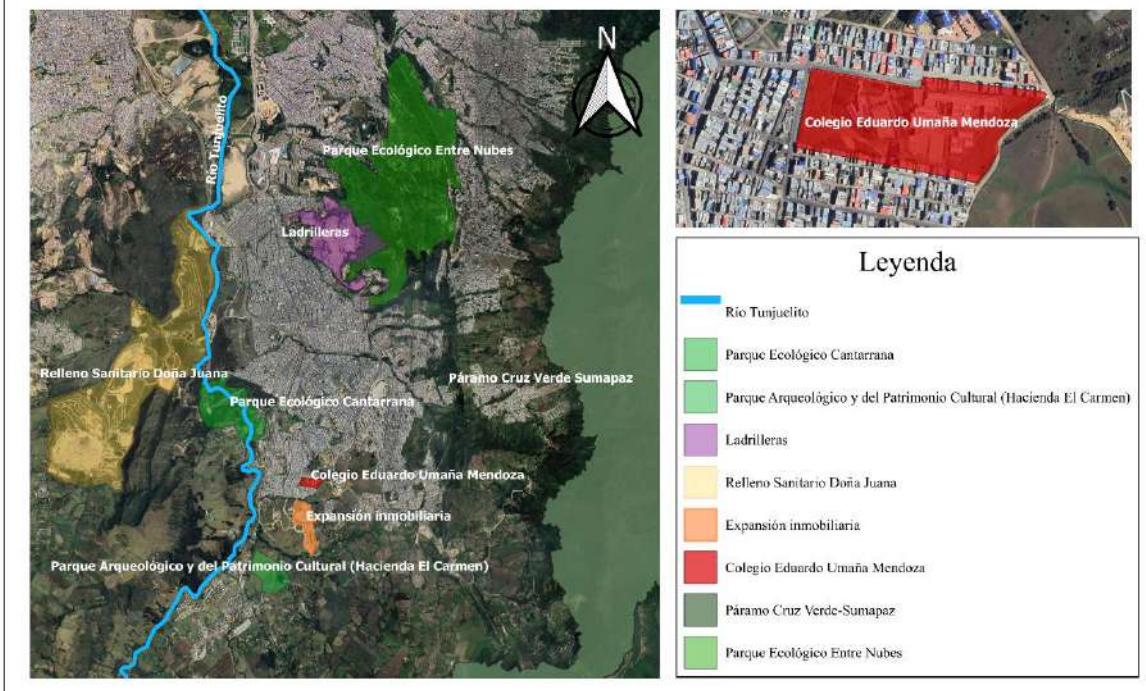 N
Río Tunjuelito
Parque Ecológico Entre Nubes
Ladrilleras
Relleno Sanitario Doña Juana
Páramo Cruz Verde Sumapaz
Parque Ecológico Cantarrana
Colegio Eduardo Umaña Mendoza
Expansión inmobiliaria
Parque Arqueológico y del Patrimonio Cultural (Hacienda El Carmen)
Colegio Eduardo Umaña Mendoza
Leyenda
Río Tunjuelito
Parque Ecológico Cantarrana
Parque Arqueológico y del Patrimonio Cultural (Hacienda El Carmen)
Ladrilleras
Relleno Sanitario Doña Juana
Expansión inmobiliaria
Colegio Eduardo Umaña Mendoza
Páramo Cruz Verde-Sumapaz
Parque Ecológico Entre Nubes